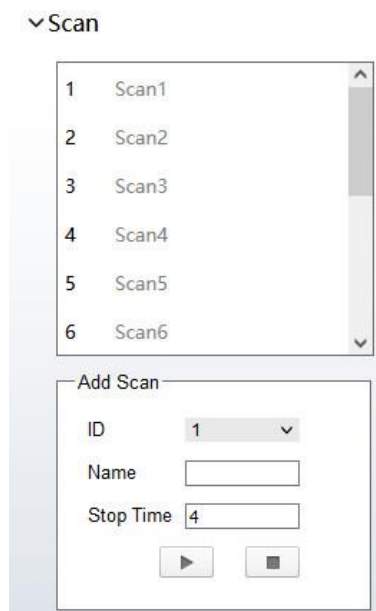 Scan
1 Scan1
2 Scan2
3 Scan3
4 Scan4
5 Scan5
6 Scan6
Add Scan
ID 1
Name
Stop Time 4